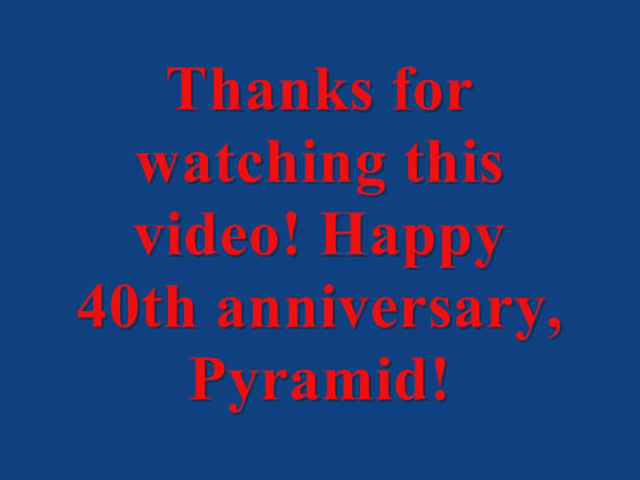 Thanks for
watching this
video! Happy
40th anniversary,
Pyramid!